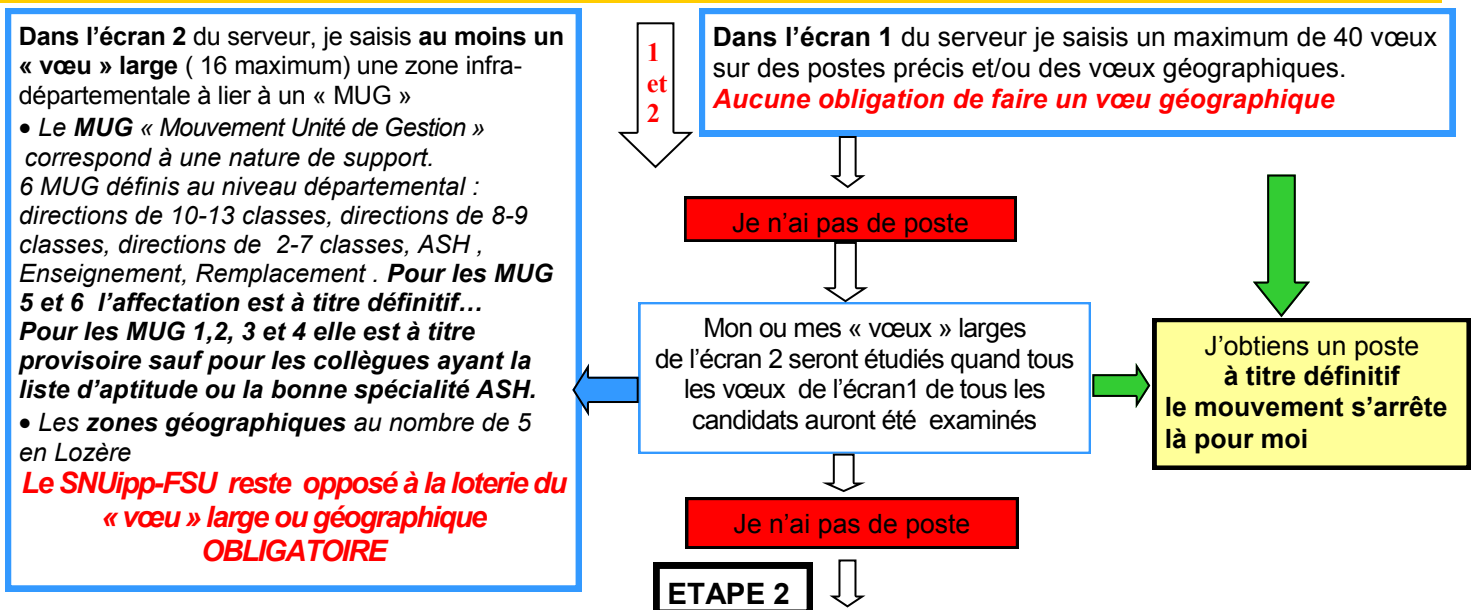 Dans l'écran 2 du serveur, je saisis au moins un
« vœu » large ( 16 maximum) une zone infra-
départementale à lier à un « MUG »
• Le MUG « Mouvement Unité de Gestion »
correspond à une nature de support.
6 MUG définis au niveau départemental :
directions de 10-13 classes, directions de 8-9
classes, directions de 2-7 classes, ASH ,
Enseignement, Remplacement . Pour les MUG
5 et 6 l'affectation est à titre définitif…
Pour les MUG 1,2, 3 et 4 elle est à titre
provisoire sauf pour les collègues ayant la
liste d'aptitude ou la bonne spécialité ASH.
• Les zones géographiques au nombre de 5
en Lozère
Le SNUipp-FSU reste opposé à la loterie du
« vœu » large ou géographique
OBLIGATOIRE
1
et
2
Dans l'écran 1 du serveur je saisis un maximum de 40 vœux
sur des postes précis et/ou des vœux géographiques.
Aucune obligation de faire un vœu géographique
Je n'ai pas de poste
Mon ou mes « vœux » larges
de l'écran 2 seront étudiés quand tous
les vœux de l'écran1 de tous les
candidats auront été examinés
J'obtiens un poste
à titre définitif
le mouvement s'arrête
là pour moi
Je n'ai pas de poste
ETAPE 2